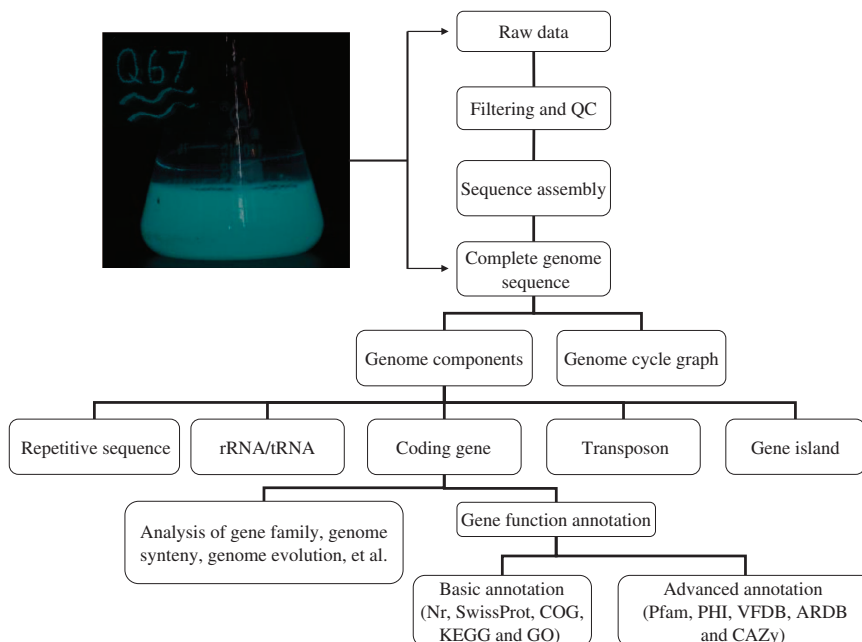 Q67
Raw data
Filtering and QC
Sequence assembly
Complete genome
sequence
Genome components
Genome cycle graph
Repetitive sequence
rRNA/tRNA
Coding gene
Transposon
Gene island
Analysis of gene family, genome
synteny, genome evolution, et al.
Gene function annotation
Basic annotation
(Nr, SwissProt, COG,
KEGG and GO)
Advanced annotation
(Pfam, PHI, VFDB, ARDB
and CAZy)